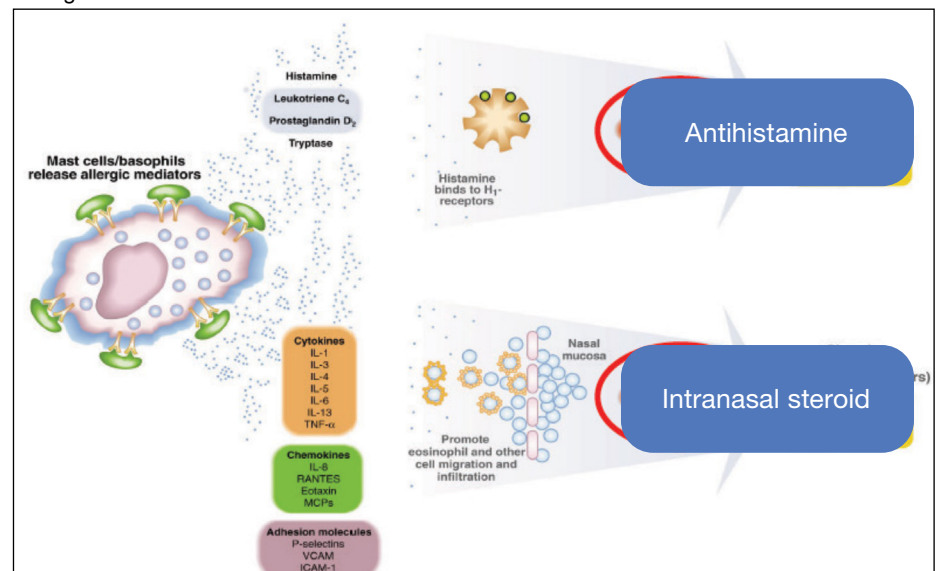 Histamine
Leukotriene C4
Prostaglandin D2
Tryptase
Mast cells/basophils
release allergic mediators
Cytokines
IL-1
IL-3
IL-4
IL-5
IL-6
IL-13
TNF-α
Chemokines
IL-8
RANTES
Eotaxin
MCPs
Adhesion molecules
P-selectins
VCAM
ICAM-1
Histamine
binds to H1-
receptors
Antihistamine
Nasal
mucosa
Promote
eosinophil and other
cell migration and
infiltration
Intranasal steroid
rs)